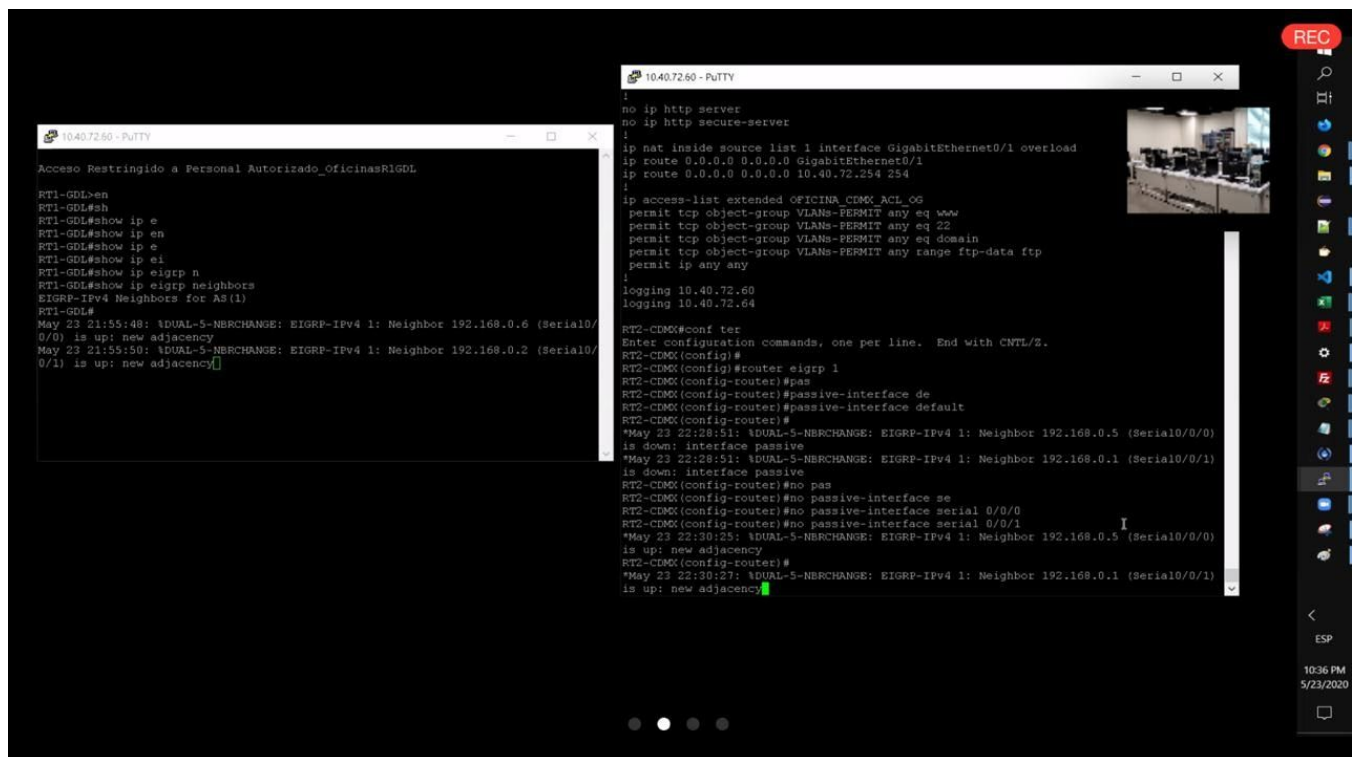 REC
10.40.72.60 - PuTTY
Acceso Restringido a Personal Autorizado_OficinasR1GDL
RT1-GDL>en
RT1-GDL#sh
RT1-GDL#show ip e
RT1-GDL#show ip en
RT1-GDL#show ip e
RT1-GDL#show ip ei
RT1-GDL#show ip eigrp n
RT1-GDL#show ip eigrp neighbors
EIGRP-IPv4 Neighbors for AS(1)
RT1-GDL#
May 23 21:55:48: %DUAL-5-NBRCHANGE: EIGRP-IPv4 1: Neighbor 192.168.0.6 (Serial0/
0/0) is up: new adjacency
May 23 21:55:50: %DUAL-5-NBRCHANGE: EIGRP-IPv4 1: Neighbor 192.168.0.2 (Serial0/
0/1) is up: new adjacency
10.40.72.60 - PuTTY
!
no ip http server
no ip http secure-server
!
ip nat inside source list 1 interface GigabitEthernet0/1 overload
ip route 0.0.0.0 0.0.0.0 GigabitEthernet0/1
ip route 0.0.0.0 0.0.0.0 10.40.72.254 254
!
ip access-list extended OFICINA_CDMX_ACL_OG
permit tcp object-group VLANs-PERMIT any eq www
permit tcp object-group VLANs-PERMIT any eq 22
permit tcp object-group VLANs-PERMIT any eq domain
permit tcp object-group VLANs-PERMIT any range ftp-data ftp
permit ip any any
!
logging 10.40.72.60
logging 10.40.72.64
RT2-CDMX#conf ter
Enter configuration commands, one per line.  End with CNTL/Z.
RT2-CDMX(config)#
RT2-CDMX(config)#router eigrp 1
RT2-CDMX(config-router)#pas
RT2-CDMX(config-router)#passive-interface de
RT2-CDMX(config-router)#passive-interface default
RT2-CDMX(config-router)#
*May 23 22:28:51: %DUAL-5-NBRCHANGE: EIGRP-IPv4 1: Neighbor 192.168.0.5 (Serial0/0/0)
is down: interface passive
*May 23 22:28:51: %DUAL-5-NBRCHANGE: EIGRP-IPv4 1: Neighbor 192.168.0.1 (Serial0/0/1)
is down: interface passive
RT2-CDMX(config-router)#no pas
RT2-CDMX(config-router)#no passive-interface se
RT2-CDMX(config-router)#no passive-interface serial 0/0/0
RT2-CDMX(config-router)#no passive-interface serial 0/0/1
*May 23 22:30:25: %DUAL-5-NBRCHANGE: EIGRP-IPv4 1: Neighbor 192.168.0.5 (Serial0/0/0)
is up: new adjacency
RT2-CDMX(config-router)#
*May 23 22:30:27: %DUAL-5-NBRCHANGE: EIGRP-IPv4 1: Neighbor 192.168.0.1 (Serial0/0/1)
is up: new adjacency
ESP
10:36 PM
5/23/2020